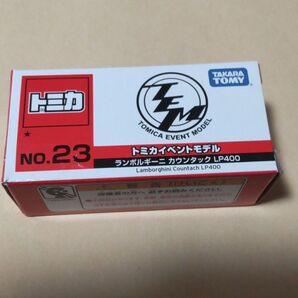 トミカ
TEM
TOMICA EVENT MODEL
TAKARA
TOMY
NO.23
トミカイベントモデル
ランボルギーニ カウンタック LP400
Lamborghini Countach LP400